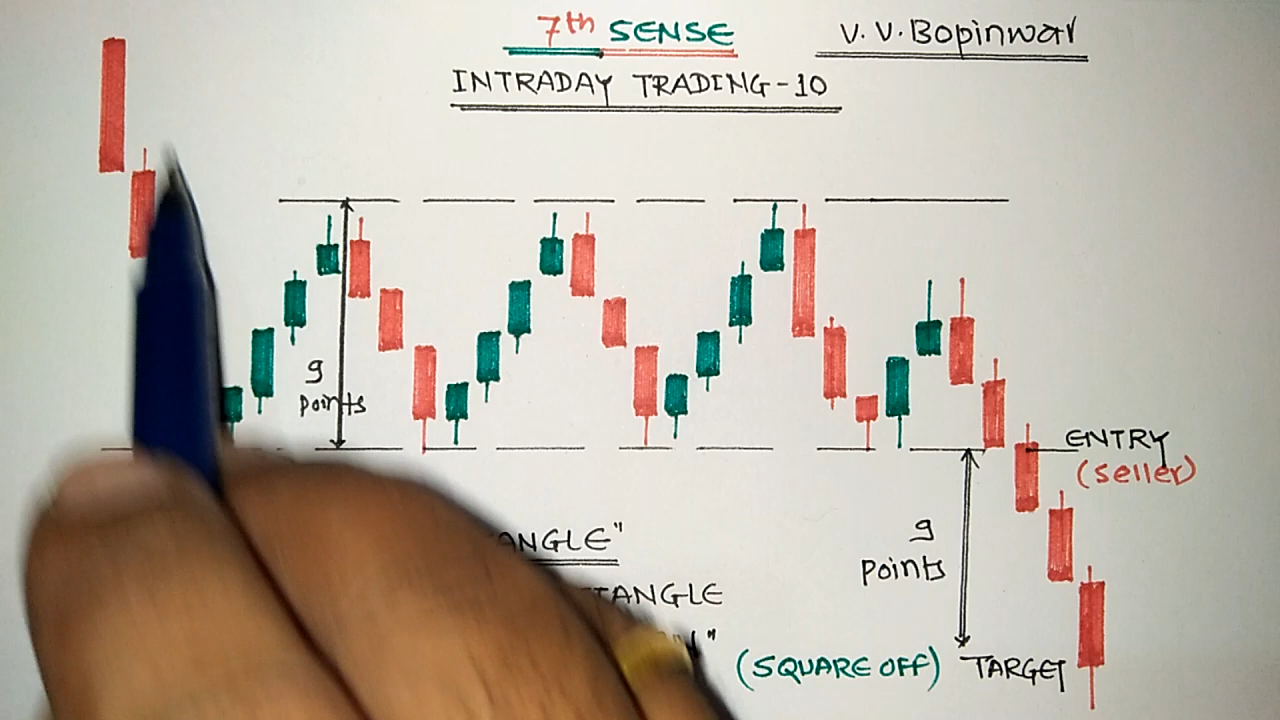 7th SENSE
V. V. Bopinwar
INTRADAY TRADING-10
9
points
ENTRY
(seller)
9
points
ANGLE"
TANGLE
(SQUARE OFF) TARGET